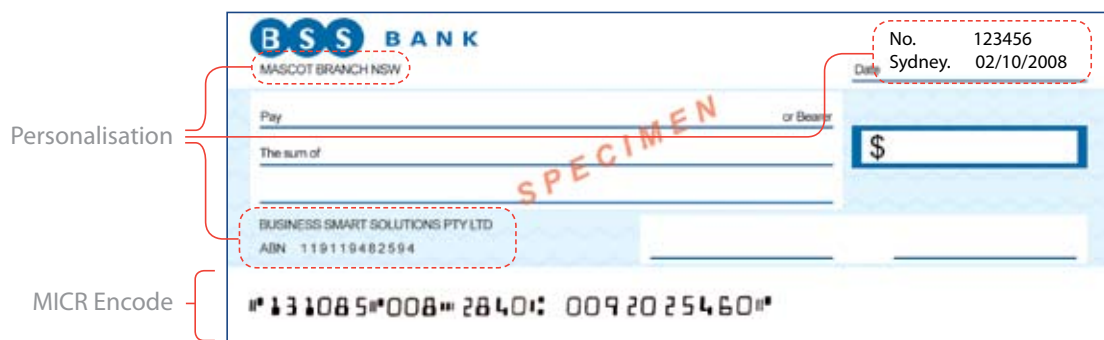 BSS BANK
MASCOT BRANCH NSW
No. 123456
Sydney. 02/10/2008
Date
Personalisation
Pay or Bearer
The sum of
$
SPECIMEN
BUSINESS SMART SOLUTIONS PTY LTD
ABN 119119482594
MICR Encode
⑈131085⑈008⑉2840⑆ 0092025460⑈